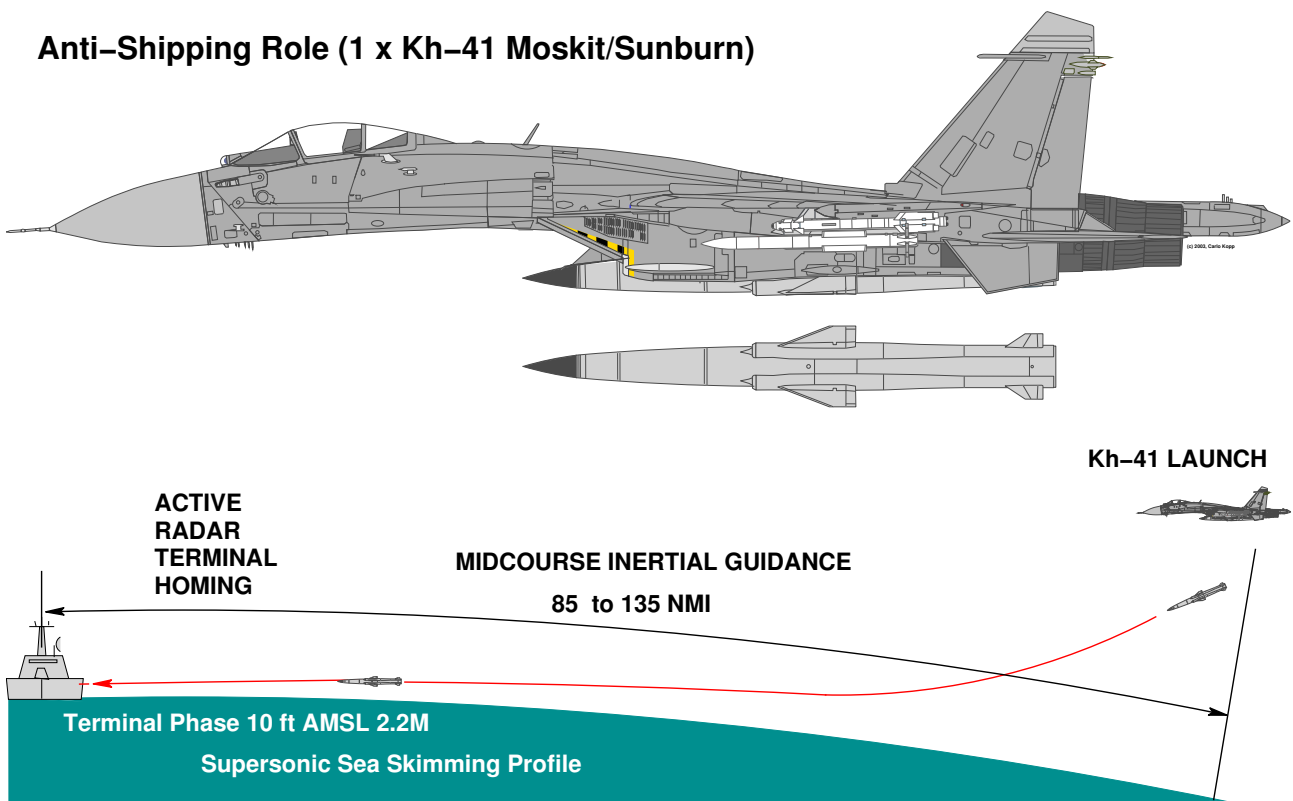 Anti–Shipping Role (1 x Kh–41 Moskit/Sunburn)
(c) 2003, Carlo Kopp
Kh–41 LAUNCH
ACTIVE
RADAR
TERMINAL
HOMING
MIDCOURSE INERTIAL GUIDANCE
85 to 135 NMI
Terminal Phase 10 ft AMSL 2.2M
Supersonic Sea Skimming Profile